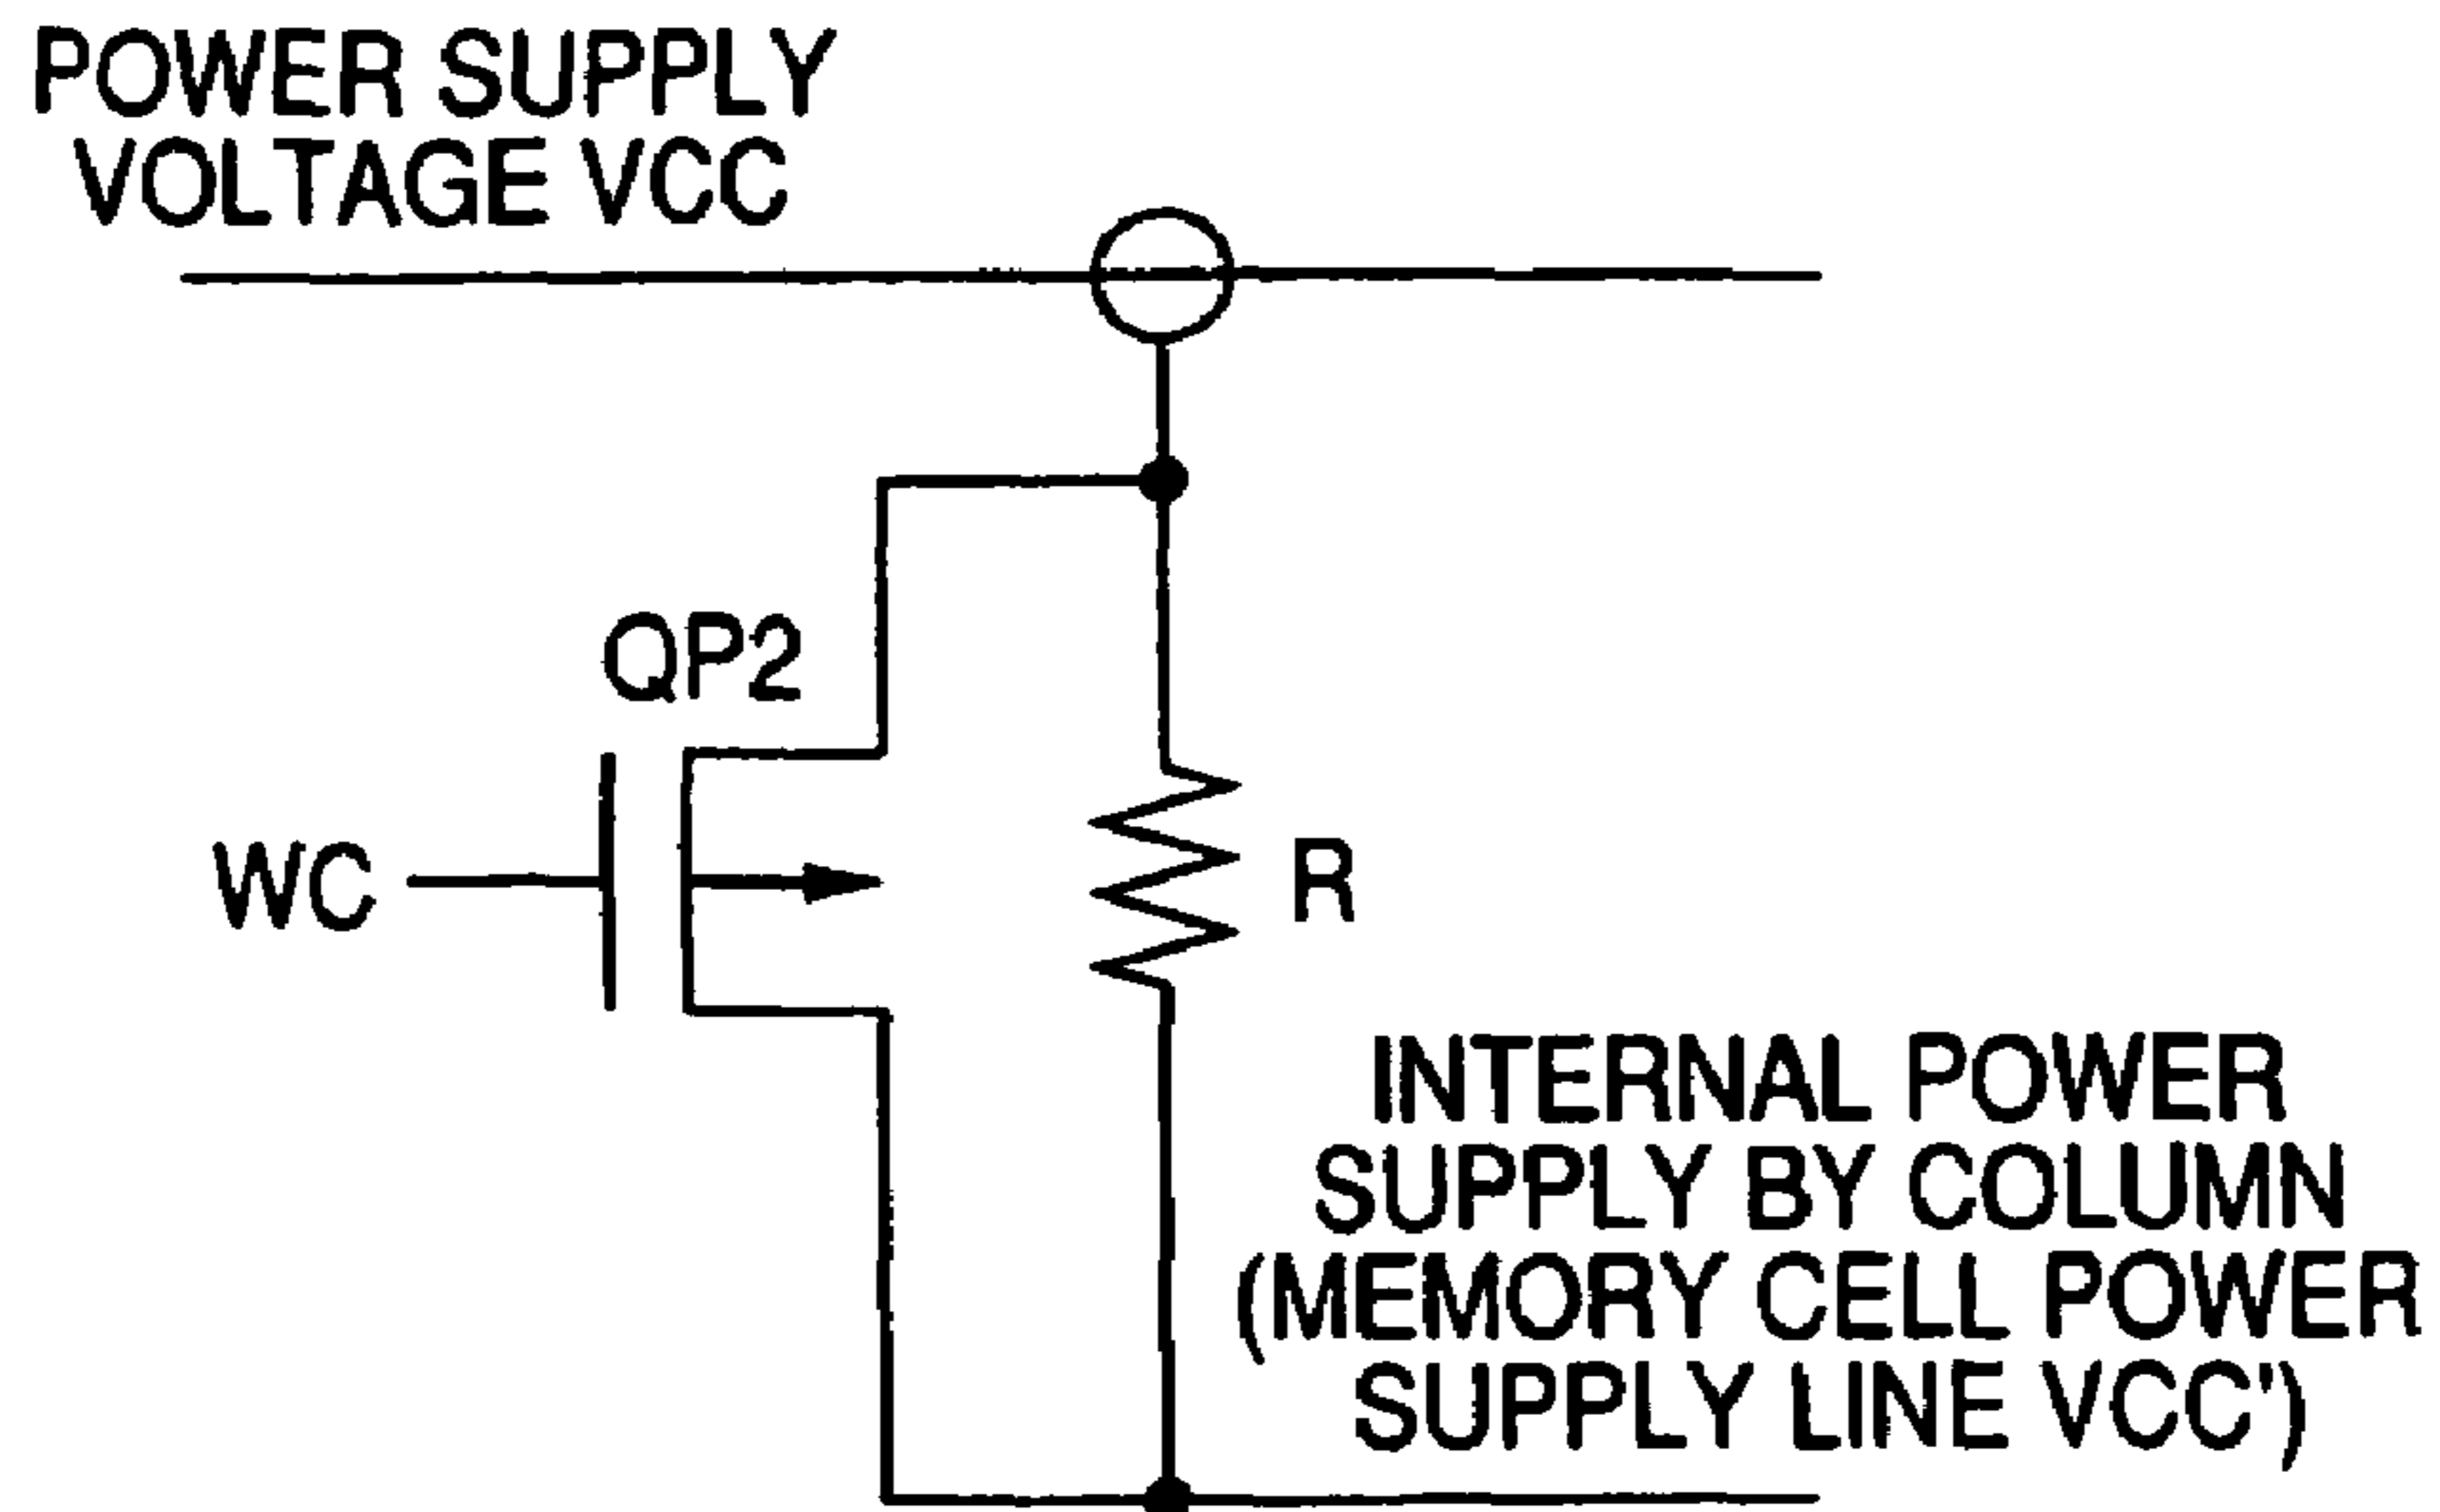 POWER SUPPLY
VOLTAGE VCC
QP2
WC
R
INTERNAL POWER
SUPPLY BY COLUMN
(MEMORY CELL POWER
SUPPLY LINE VCC')